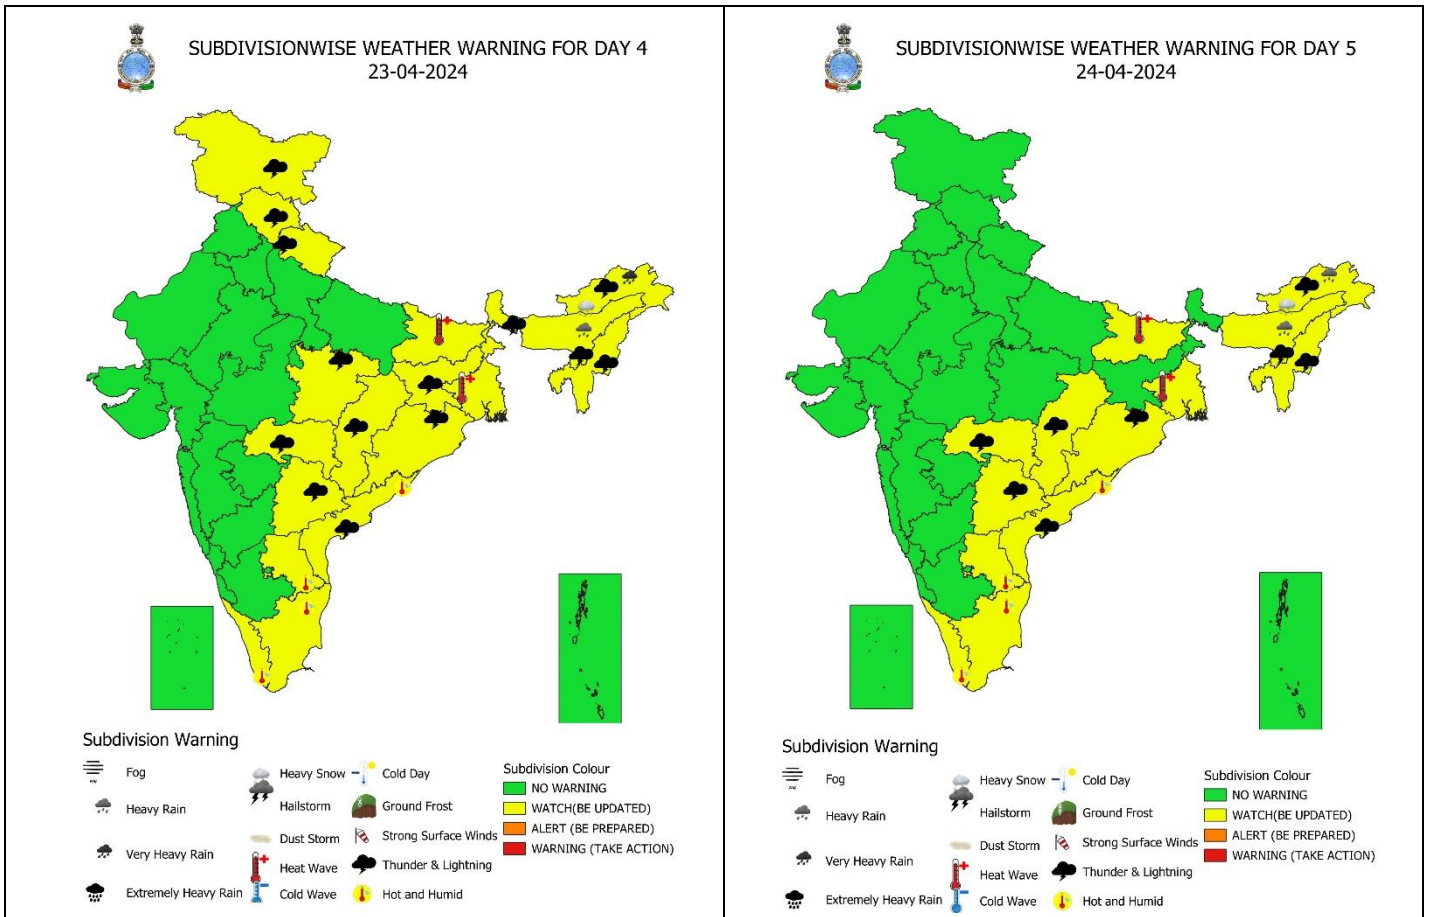 SUBDIVISIONWISE WEATHER WARNING FOR DAY 4
23-04-2024
Subdivision Warning
Fog
Heavy Rain
Very Heavy Rain
Extremely Heavy Rain
Heavy Snow
Hailstorm
Dust Storm
Heat Wave
Cold Wave
Cold Day
Ground Frost
Strong Surface Winds
Thunder & Lightning
Hot and Humid
Subdivision Colour
NO WARNING
WATCH(BE UPDATED)
ALERT (BE PREPARED)
WARNING (TAKE ACTION)
SUBDIVISIONWISE WEATHER WARNING FOR DAY 5
24-04-2024
Subdivision Warning
Fog
Heavy Rain
Very Heavy Rain
Extremely Heavy Rain
Heavy Snow
Hailstorm
Dust Storm
Heat Wave
Cold Wave
Cold Day
Ground Frost
Strong Surface Winds
Thunder & Lightning
Hot and Humid
Subdivision Colour
NO WARNING
WATCH(BE UPDATED)
ALERT (BE PREPARED)
WARNING (TAKE ACTION)